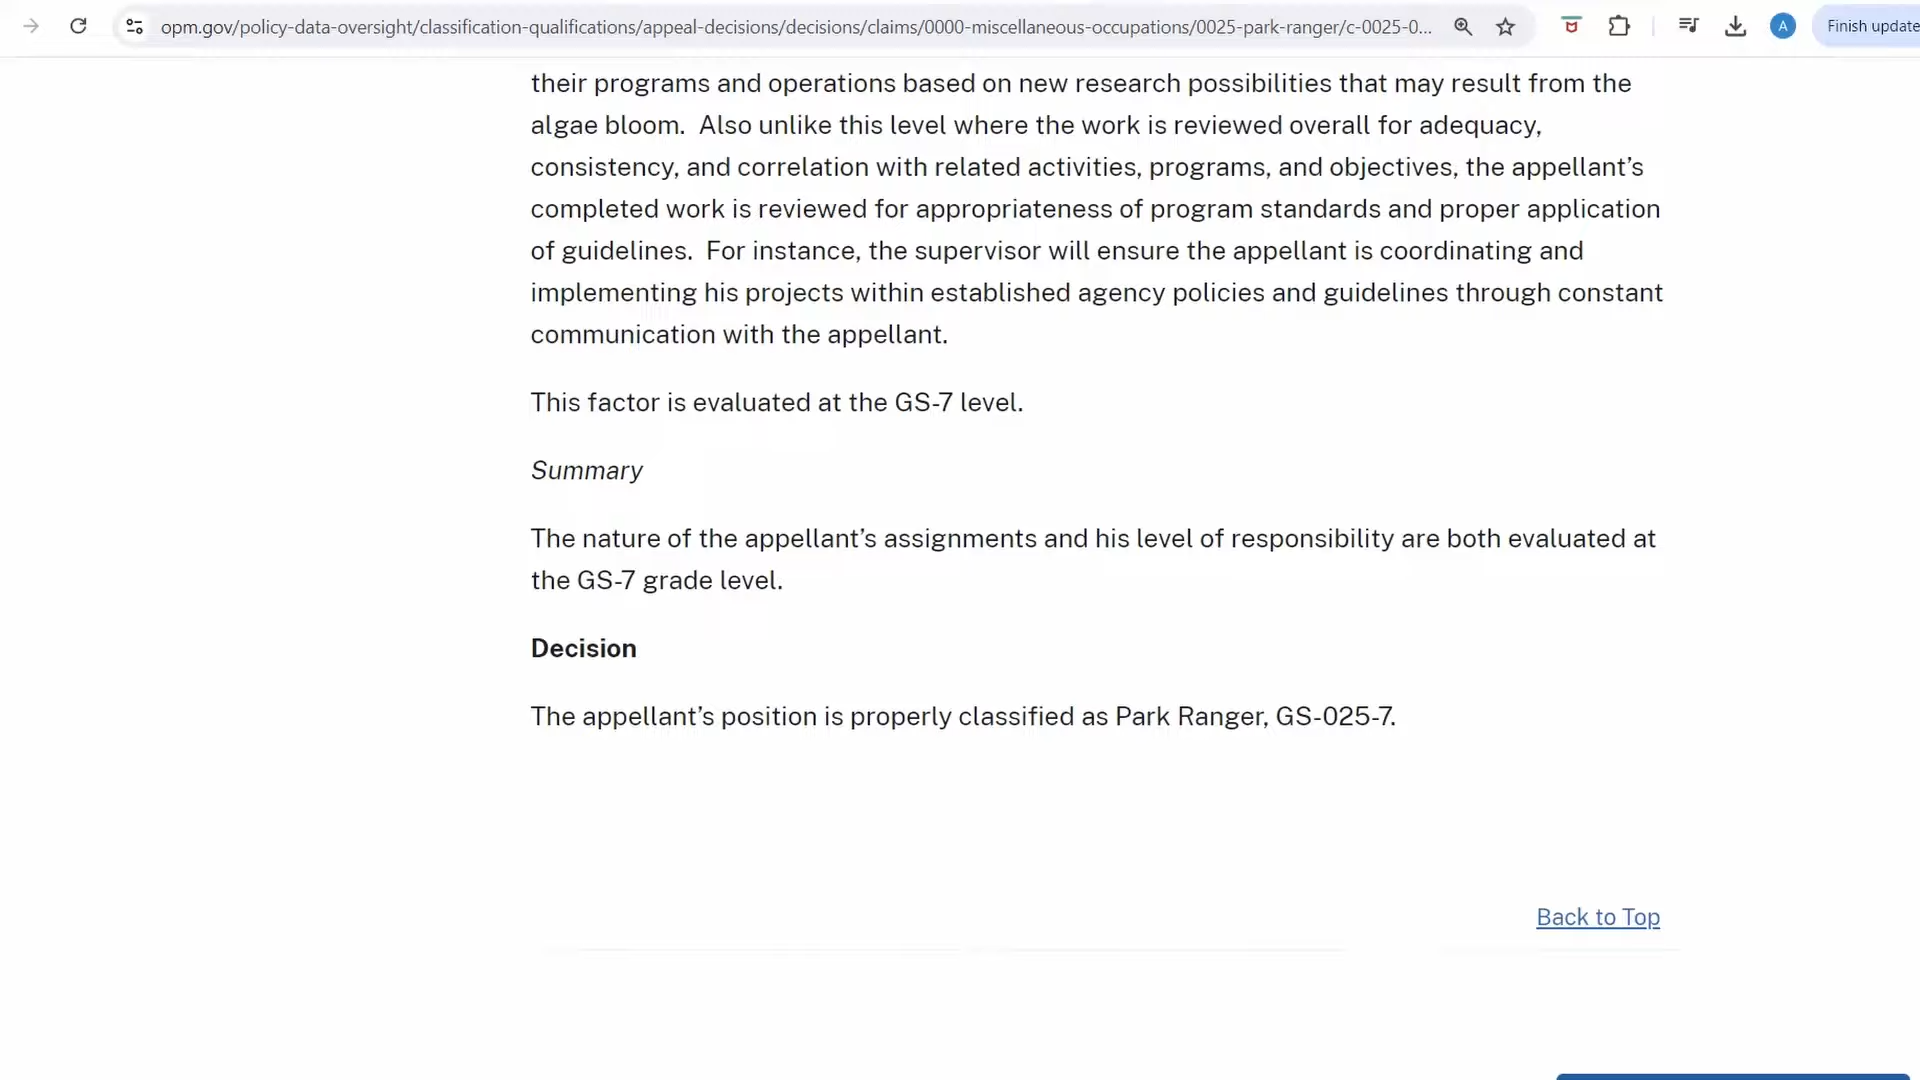 opm.gov/policy-data-oversight/classification-qualifications/appeal-decisions/decisions/claims/0000-miscellaneous-occupations/0025-park-ranger/c-0025-0...
A
Finish update
their programs and operations based on new research possibilities that may result from the
algae bloom.  Also unlike this level where the work is reviewed overall for adequacy,
consistency, and correlation with related activities, programs, and objectives, the appellant’s
completed work is reviewed for appropriateness of program standards and proper application
of guidelines.  For instance, the supervisor will ensure the appellant is coordinating and
implementing his projects within established agency policies and guidelines through constant
communication with the appellant.
This factor is evaluated at the GS-7 level.
Summary
The nature of the appellant’s assignments and his level of responsibility are both evaluated at
the GS-7 grade level.
Decision
The appellant’s position is properly classified as Park Ranger, GS-025-7.
Back to Top